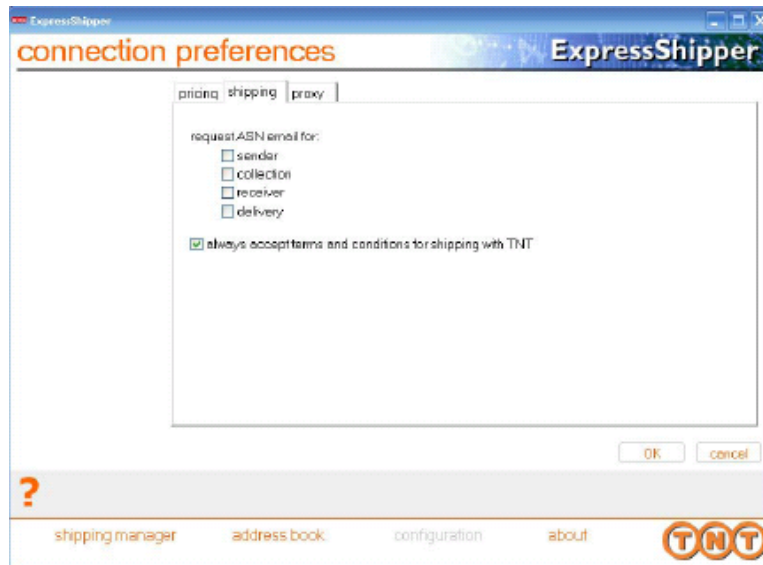 ExpressShipper
connection preferences
ExpressShipper
pricing shipping proxy
request ASN email for:
sender
collection
receiver
delivery
always accept terms and conditions for shipping with TNT
OK cancel
?
shipping manager address book configuration about
TNT